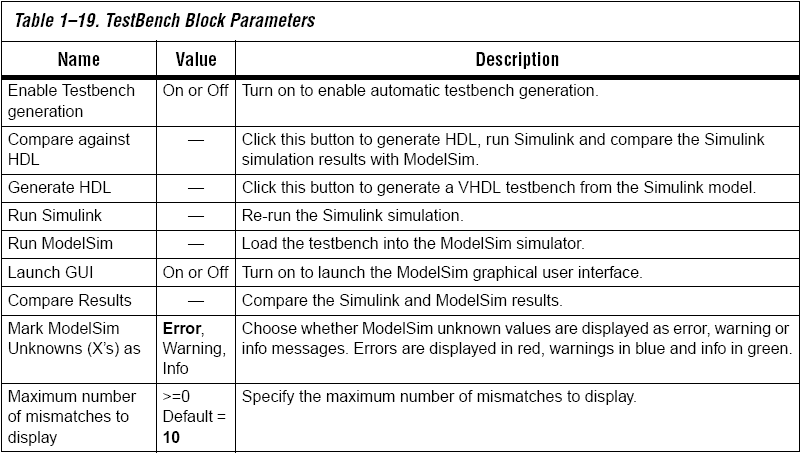 Table 1–19. TestBench Block Parameters
Name Value Description
Enable Testbench generation On or Off Turn on to enable automatic testbench generation.
Compare against HDL — Click this button to generate HDL, run Simulink and compare the Simulink simulation results with ModelSim.
Generate HDL — Click this button to generate a VHDL testbench from the Simulink model.
Run Simulink — Re-run the Simulink simulation.
Run ModelSim — Load the testbench into the ModelSim simulator.
Launch GUI On or Off Turn on to launch the ModelSim graphical user interface.
Compare Results — Compare the Simulink and ModelSim results.
Mark ModelSim Unknowns (X's) as Error, Warning, Info Choose whether ModelSim unknown values are displayed as error, warning or info messages. Errors are displayed in red, warnings in blue and info in green.
Maximum number of mismatches to display >=0 Default = 10 Specify the maximum number of mismatches to display.